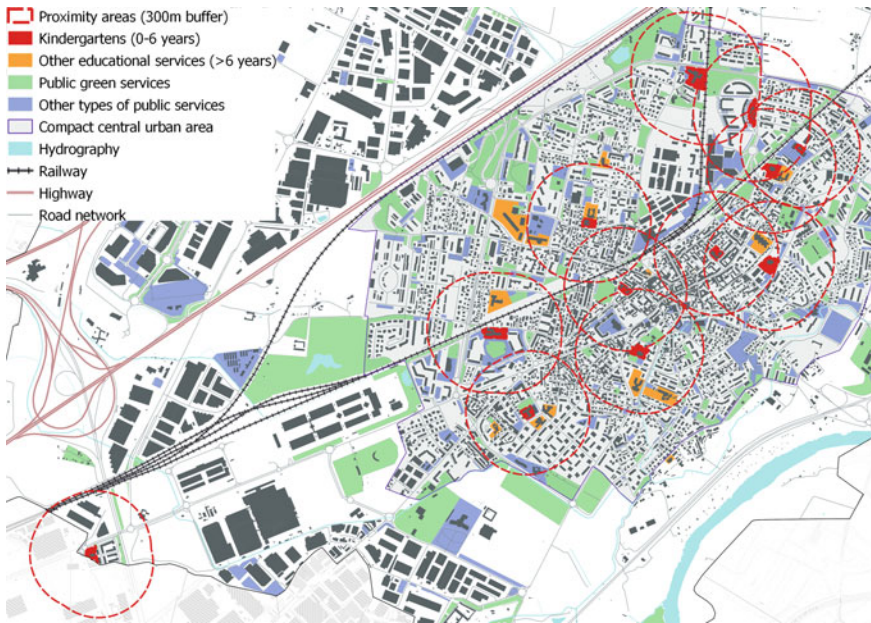 Proximity areas (300m buffer)
Kindergartens (0-6 years)
Other educational services (>6 years)
Public green services
Other types of public services
Compact central urban area
Hydrography
Railway
Highway
Road network